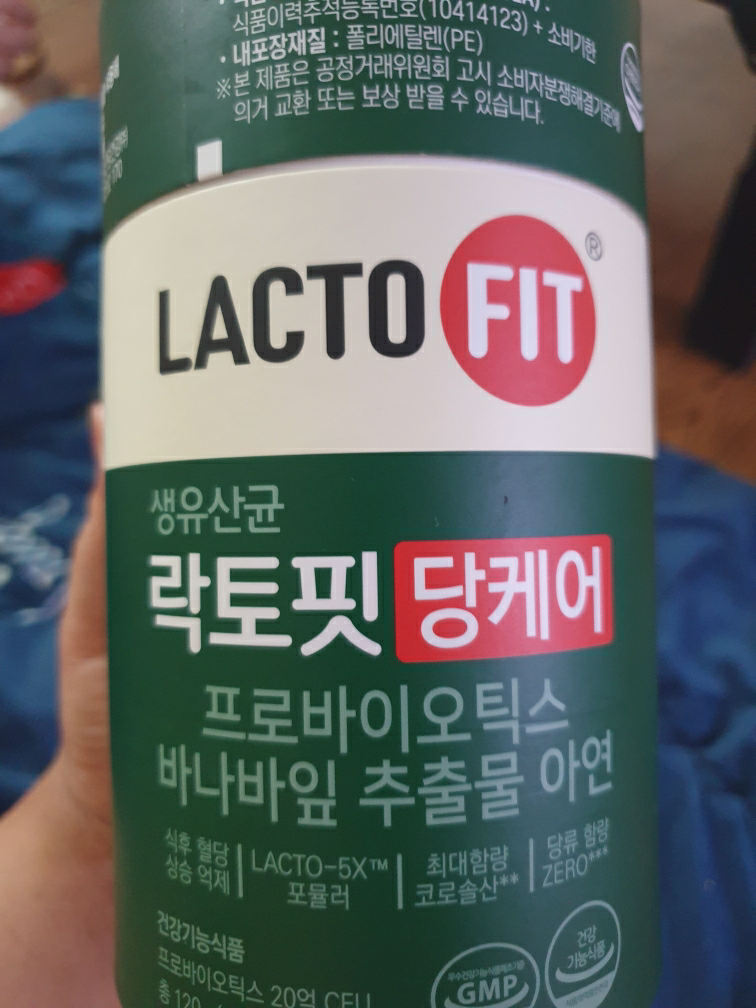 식품이력추적등록번호(10414123) + 소비기한
· 내포장재질 : 폴리에틸렌(PE)
※본 제품은 공정거래위원회 고시 소비자분쟁해결기준에
의거 교환 또는 보상 받을 수 있습니다.
LACTO FIT ®
생유산균
락토핏 당케어
프로바이오틱스
바나바잎 추출물 아연
식후 혈당
상승 억제
LACTO-5X™
포뮬러
최대함량
코로솔산**
당류 함량
ZERO***
건강기능식품
프로바이오틱스 20억 CFU
총 120
GMP
건강
기능식품